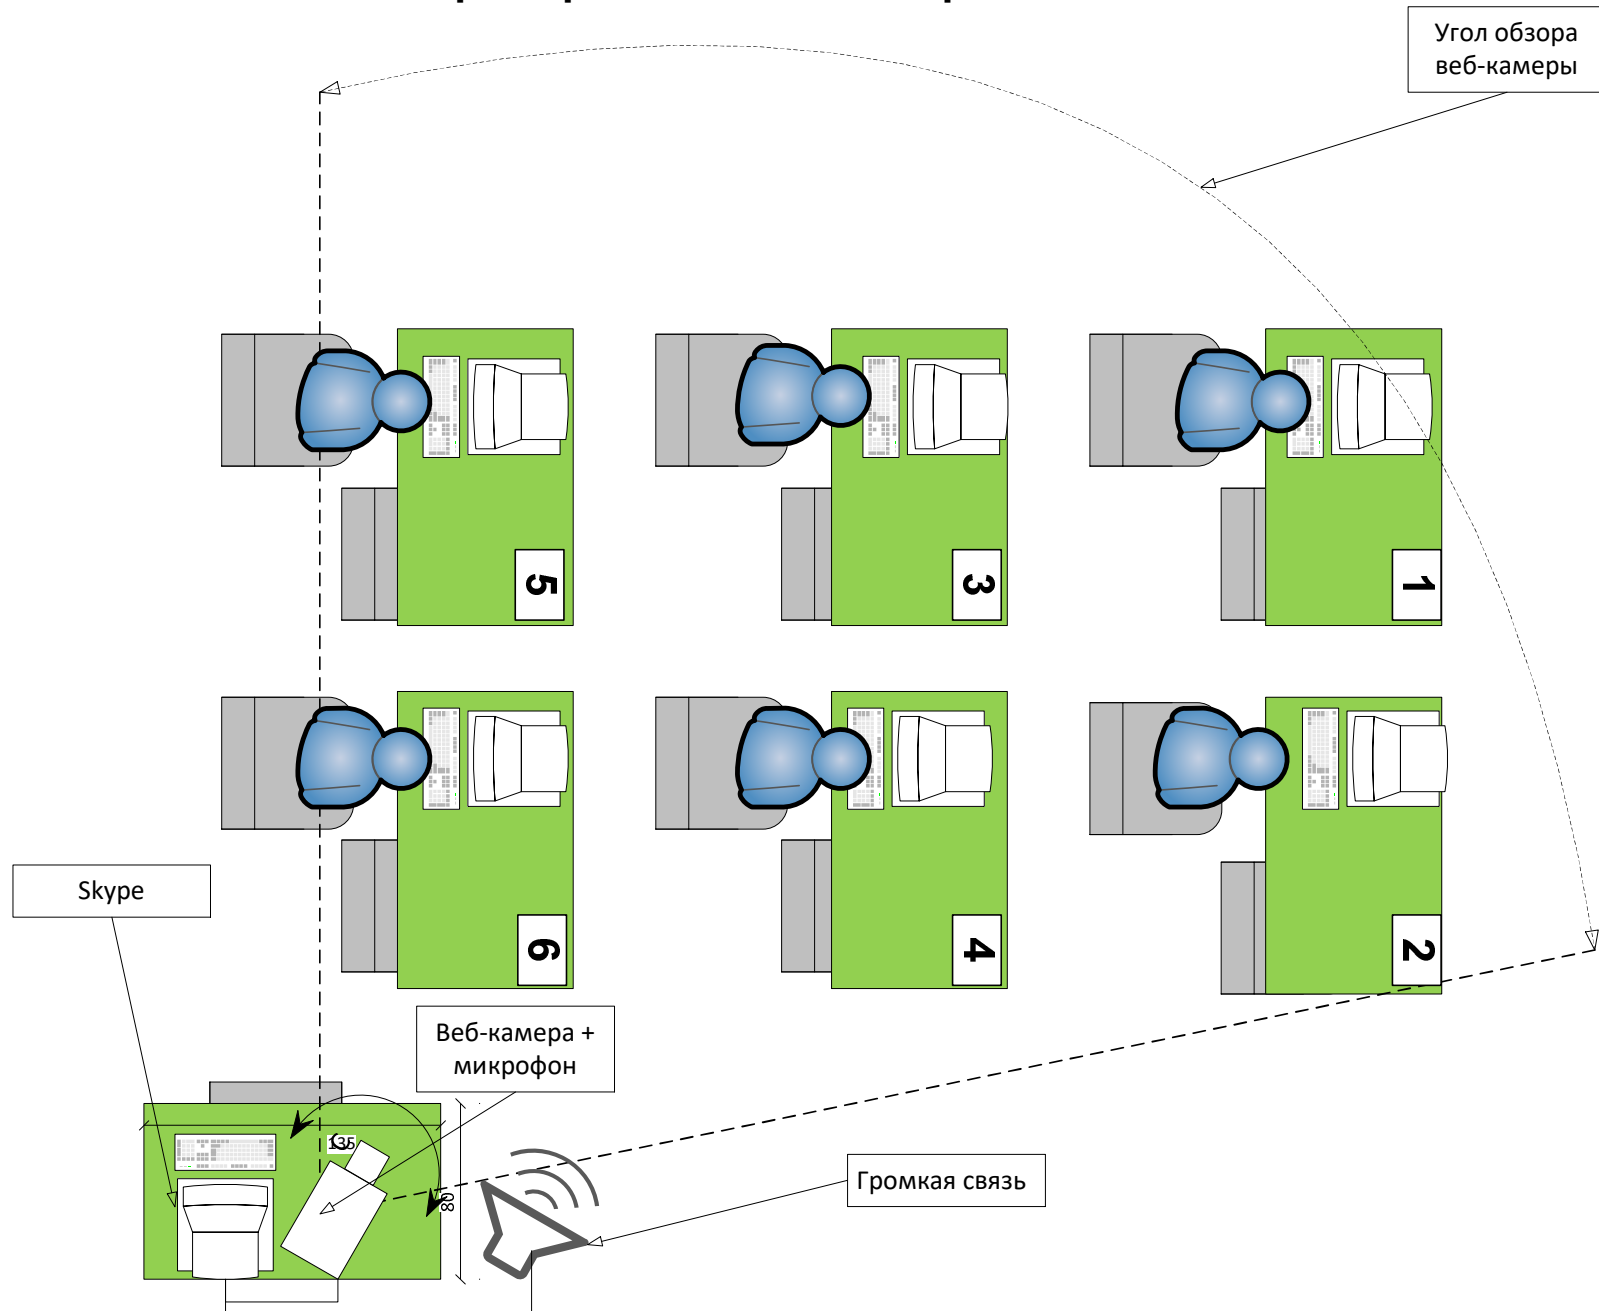 Угол обзора
веб-камеры
5
3
1
6
4
2
Skype
Веб-камера +
микрофон
135
80
Громкая связь